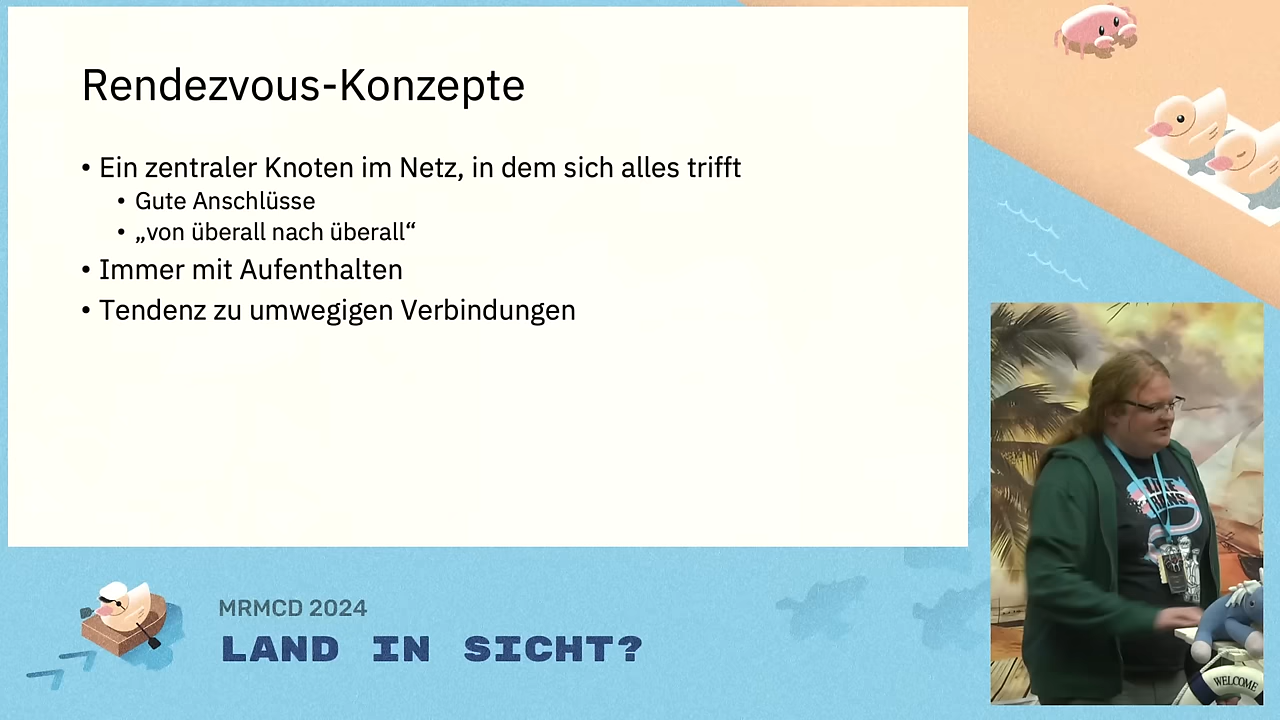 Rendezvous-Konzepte
• Ein zentraler Knoten im Netz, in dem sich alles trifft
• Gute Anschlüsse
• „von überall nach überall“
• Immer mit Aufenthalten
• Tendenz zu umwegigen Verbindungen
MRMCD 2024
LAND IN SICHT?
WELCOME